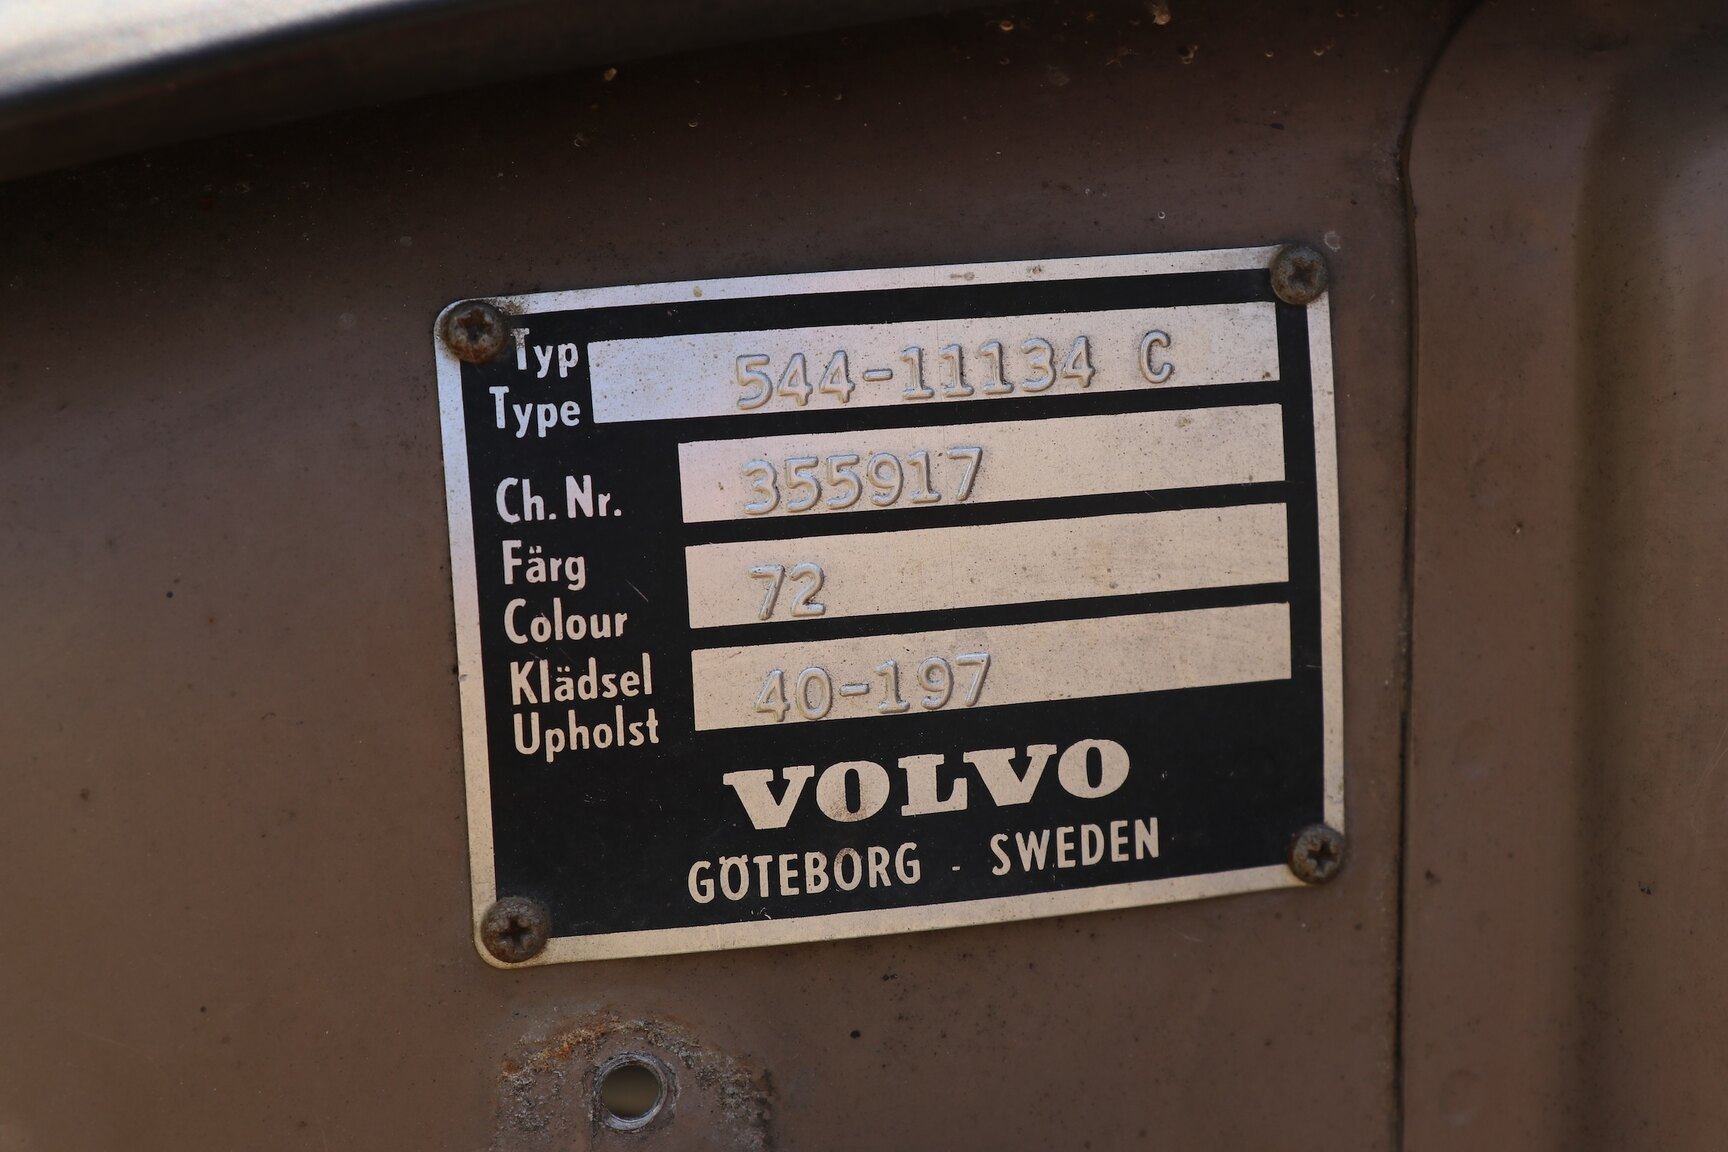 Typ
Type 544-11134 C
Ch. Nr. 355917
Färg
Colour 72
Klädsel
Upholst 40-197
VOLVO
GÖTEBORG - SWEDEN